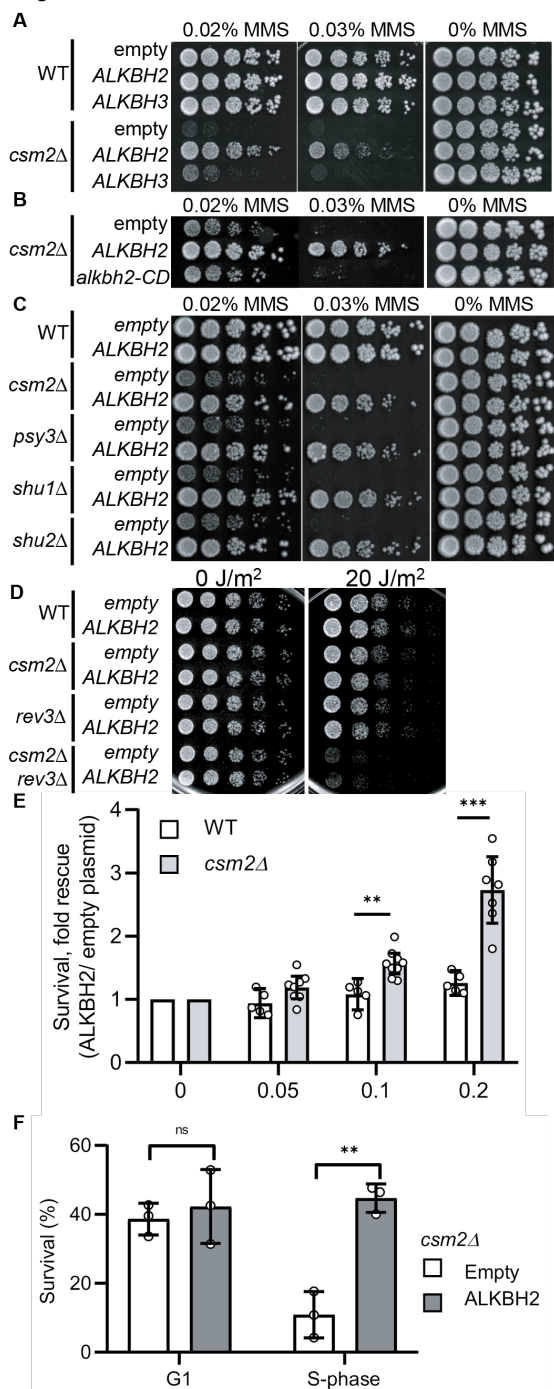 A
0.02% MMS 0.03% MMS 0% MMS
WT
empty
ALKBH2
ALKBH3
csm2Δ
empty
ALKBH2
ALKBH3
B
0.02% MMS 0.03% MMS 0% MMS
csm2Δ
empty
ALKBH2
alkbh2-CD
C
0.02% MMS 0.03% MMS 0% MMS
WT
empty
ALKBH2
csm2Δ
empty
ALKBH2
psy3Δ
empty
ALKBH2
shu1Δ
empty
ALKBH2
shu2Δ
empty
ALKBH2
D
0 J/m² 20 J/m²
WT
empty
ALKBH2
csm2Δ
empty
ALKBH2
rev3Δ
empty
ALKBH2
csm2Δ empty
rev3Δ ALKBH2
E
Survival, fold rescue
(ALKBH2/ empty plasmid)
4
3
2
1
0
WT
csm2Δ
**
***
0 0.05 0.1 0.2
F
Survival (%)
60
40
20
0
ns
**
csm2Δ
Empty
ALKBH2
G1 S-phase